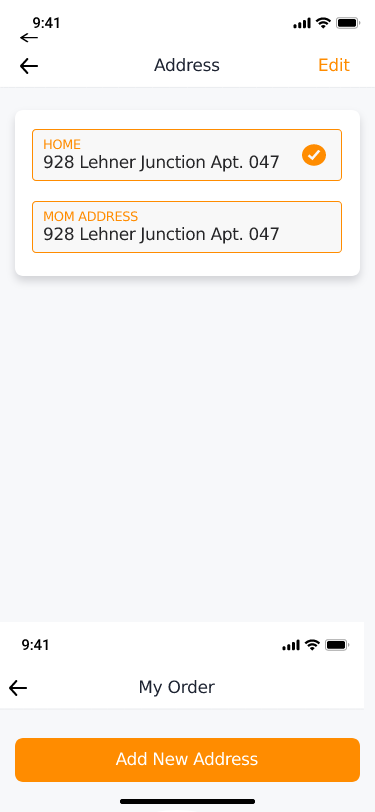 9:41
Address
Edit
HOME
928 Lehner Junction Apt. 047
MOM ADDRESS
928 Lehner Junction Apt. 047
9:41
My Order
Add New Address